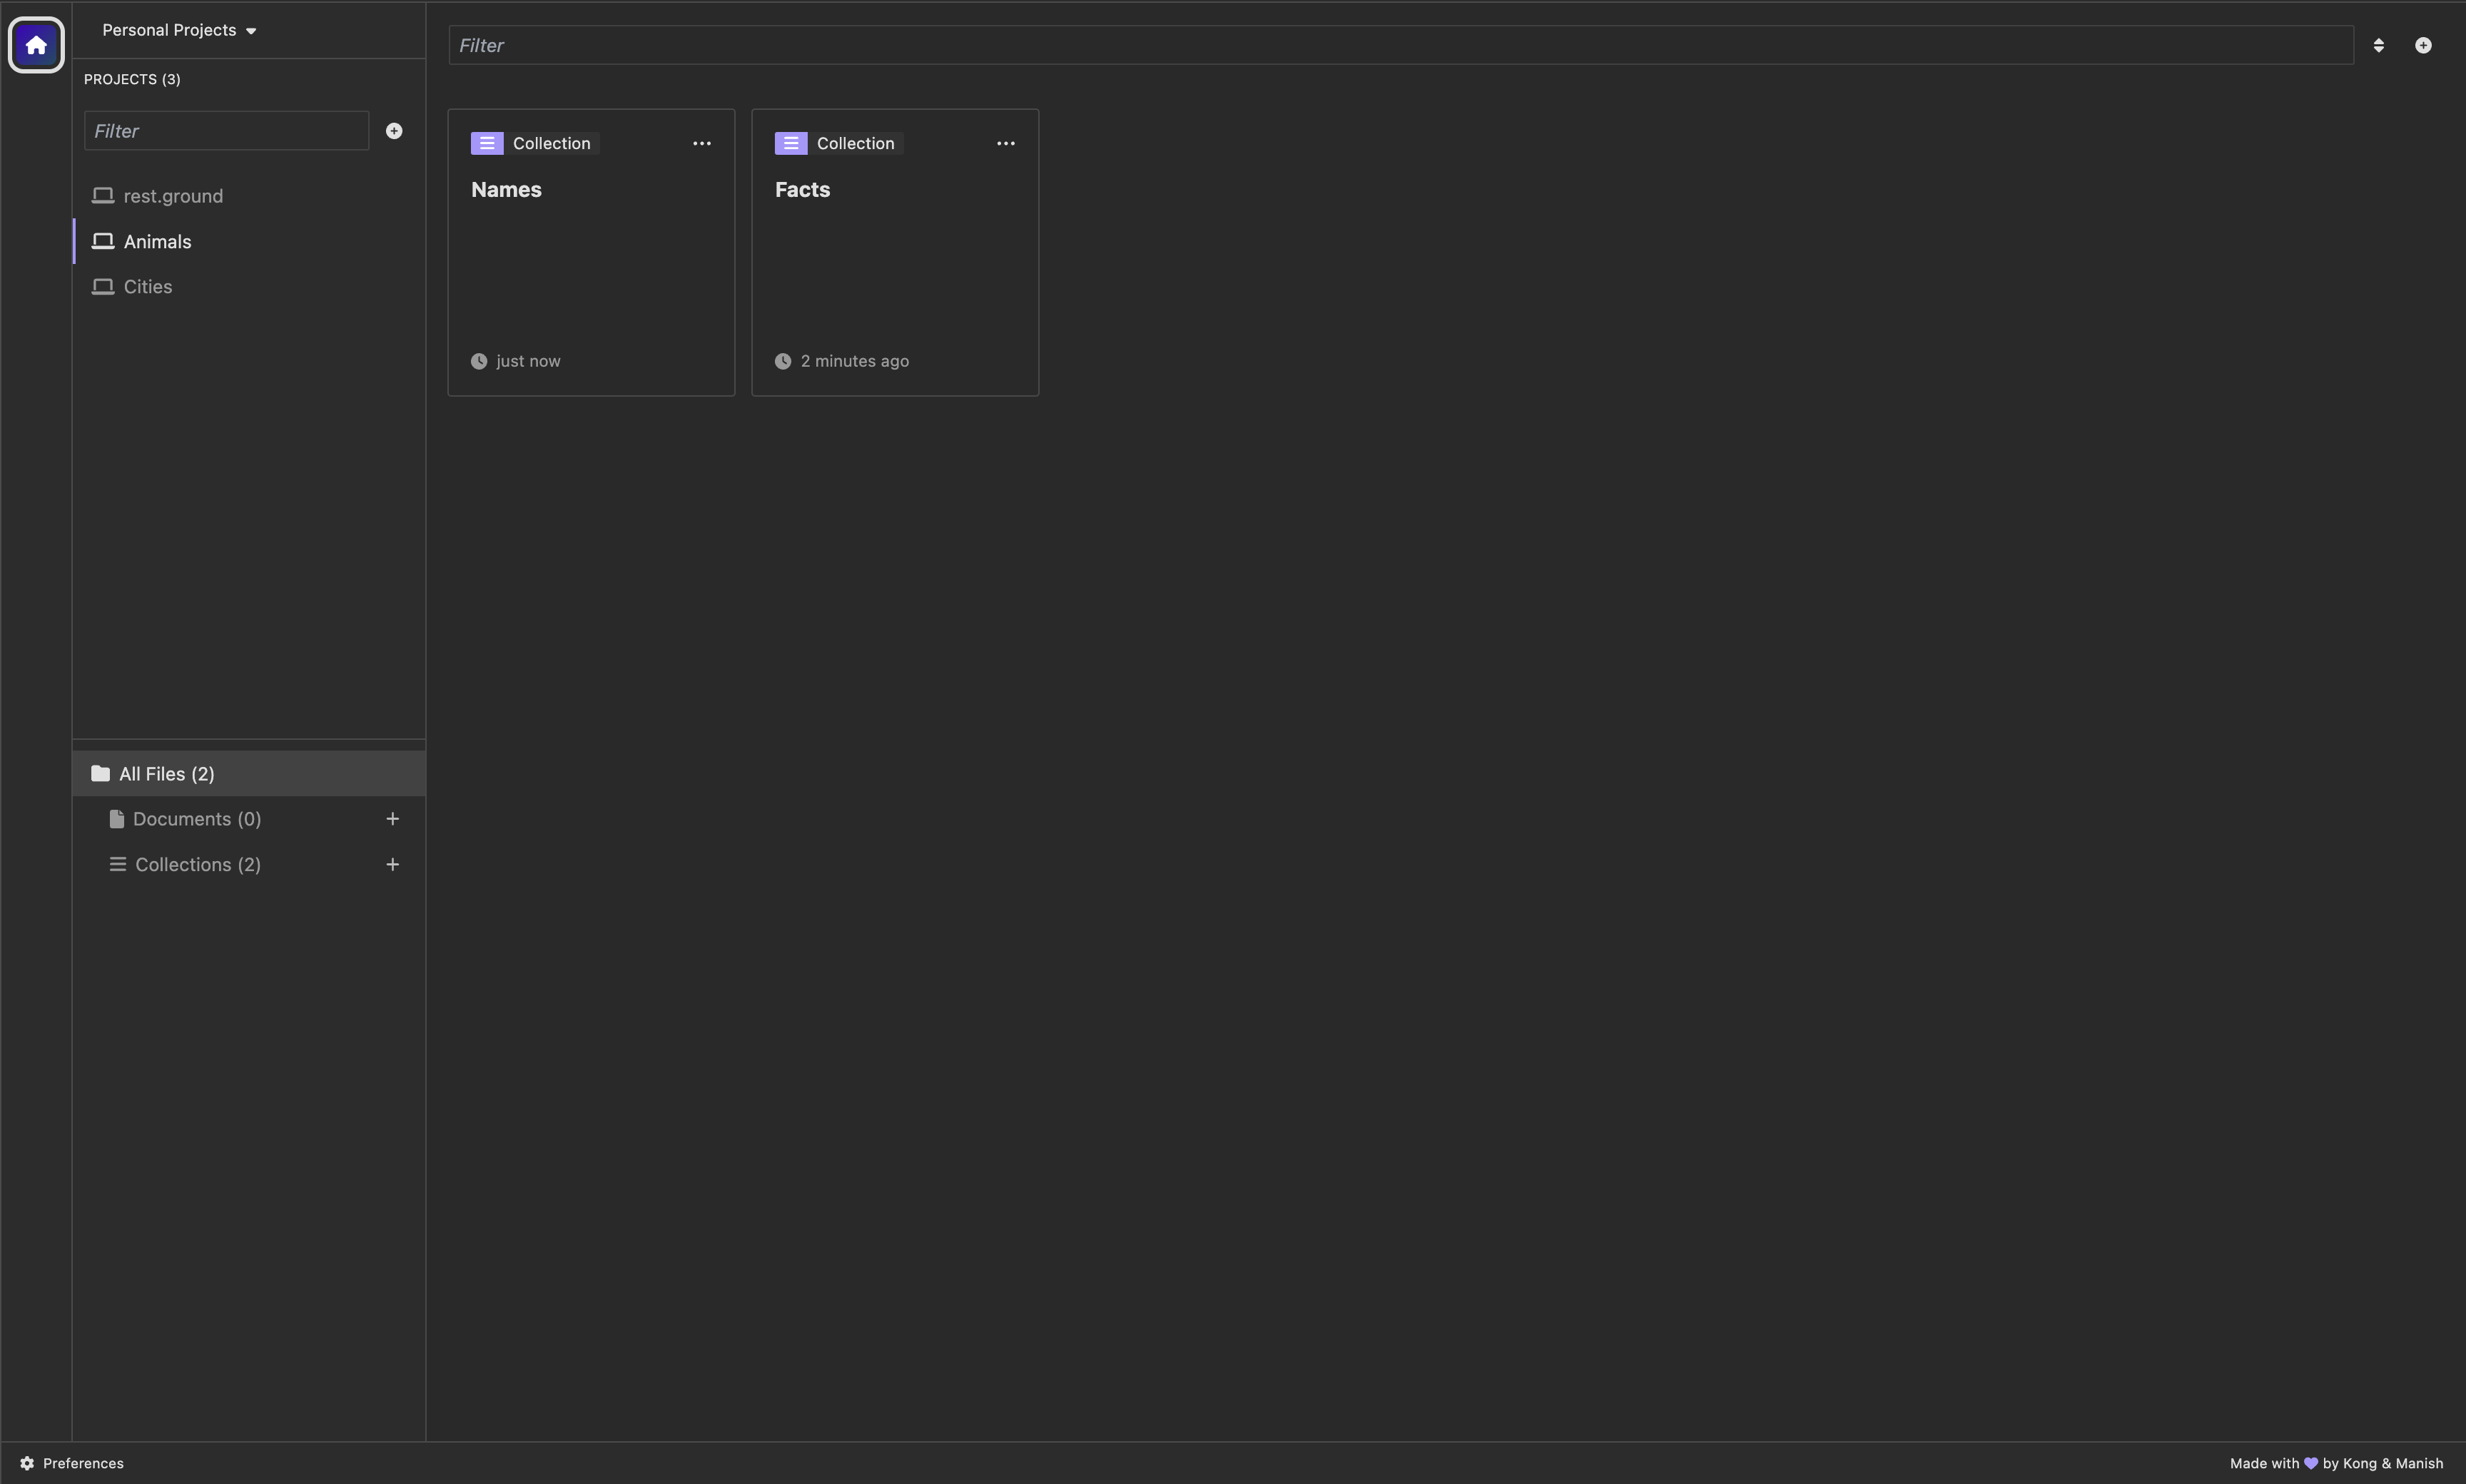 Personal Projects
PROJECTS (3)
Filter
rest.ground
Animals
Cities
All Files (2)
Documents (0)
Collections (2)
Filter
Collection
Names
just now
Collection
Facts
2 minutes ago
Preferences
Made with 💜 by Kong & Manish